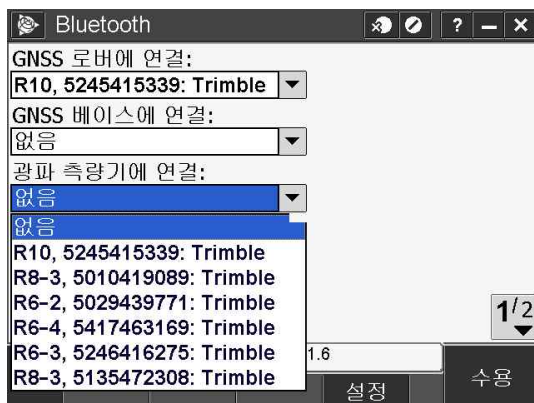 Bluetooth
? − ×
GNSS 로버에 연결:
R10, 5245415339: Trimble
GNSS 베이스에 연결:
없음
광파 측량기에 연결:
없음
없음
R10, 5245415339: Trimble
R8-3, 5010419089: Trimble
R6-2, 5029439771: Trimble
R6-4, 5417463169: Trimble
R6-3, 5246416275: Trimble
R8-3, 5135472308: Trimble
1/2
1.6
설정
수용